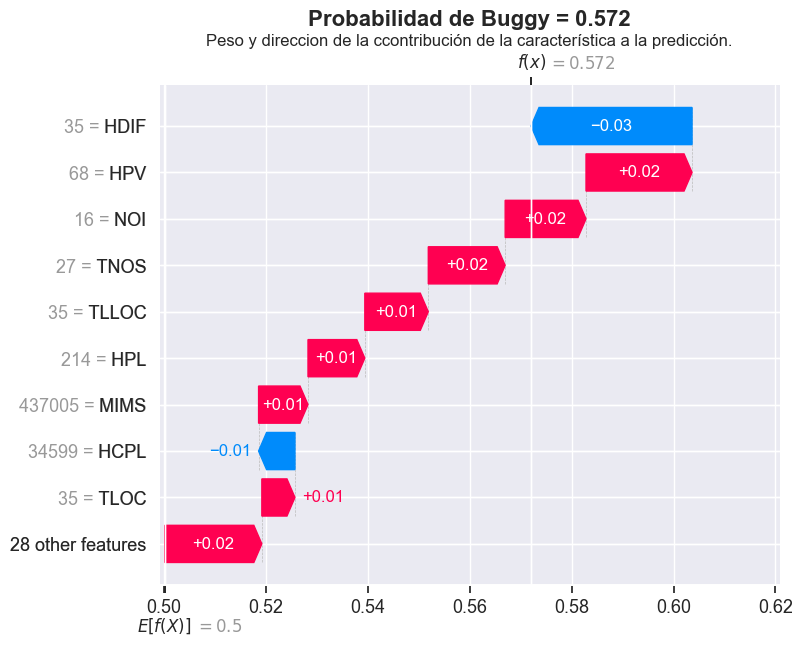 Probabilidad de Buggy = 0.572
Peso y direccion de la ccontribución de la característica a la predicción.
f(x) = 0.572
35 = HDIF −0.03
68 = HPV +0.02
16 = NOI +0.02
27 = TNOS +0.02
35 = TLLOC +0.01
214 = HPL +0.01
437005 = MIMS +0.01
34599 = HCPL −0.01
35 = TLOC +0.01
28 other features +0.02
0.50 0.52 0.54 0.56 0.58 0.60 0.62
E[f(X)] = 0.5